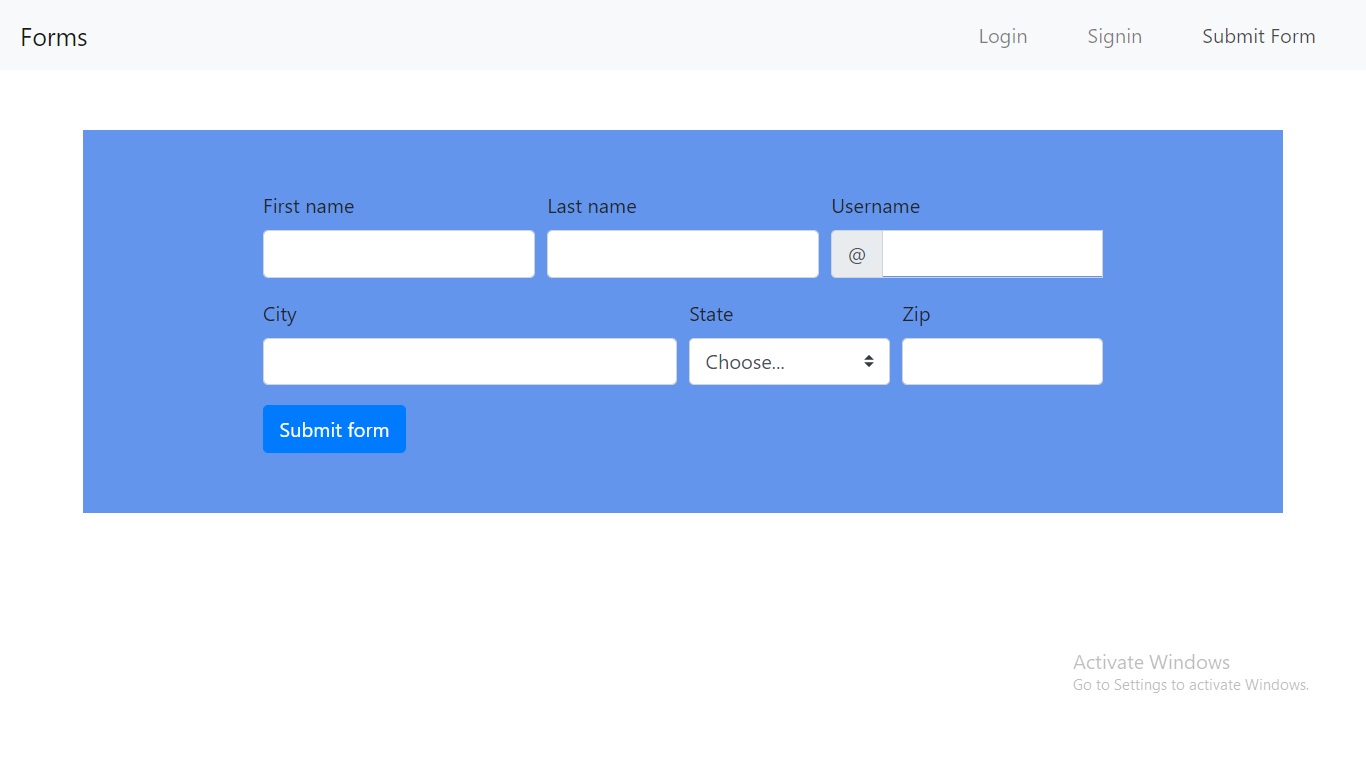 Forms Login Signin Submit Form
First name Last name Username
@
City State Zip
Choose...
Submit form
Activate Windows
Go to Settings to activate Windows.